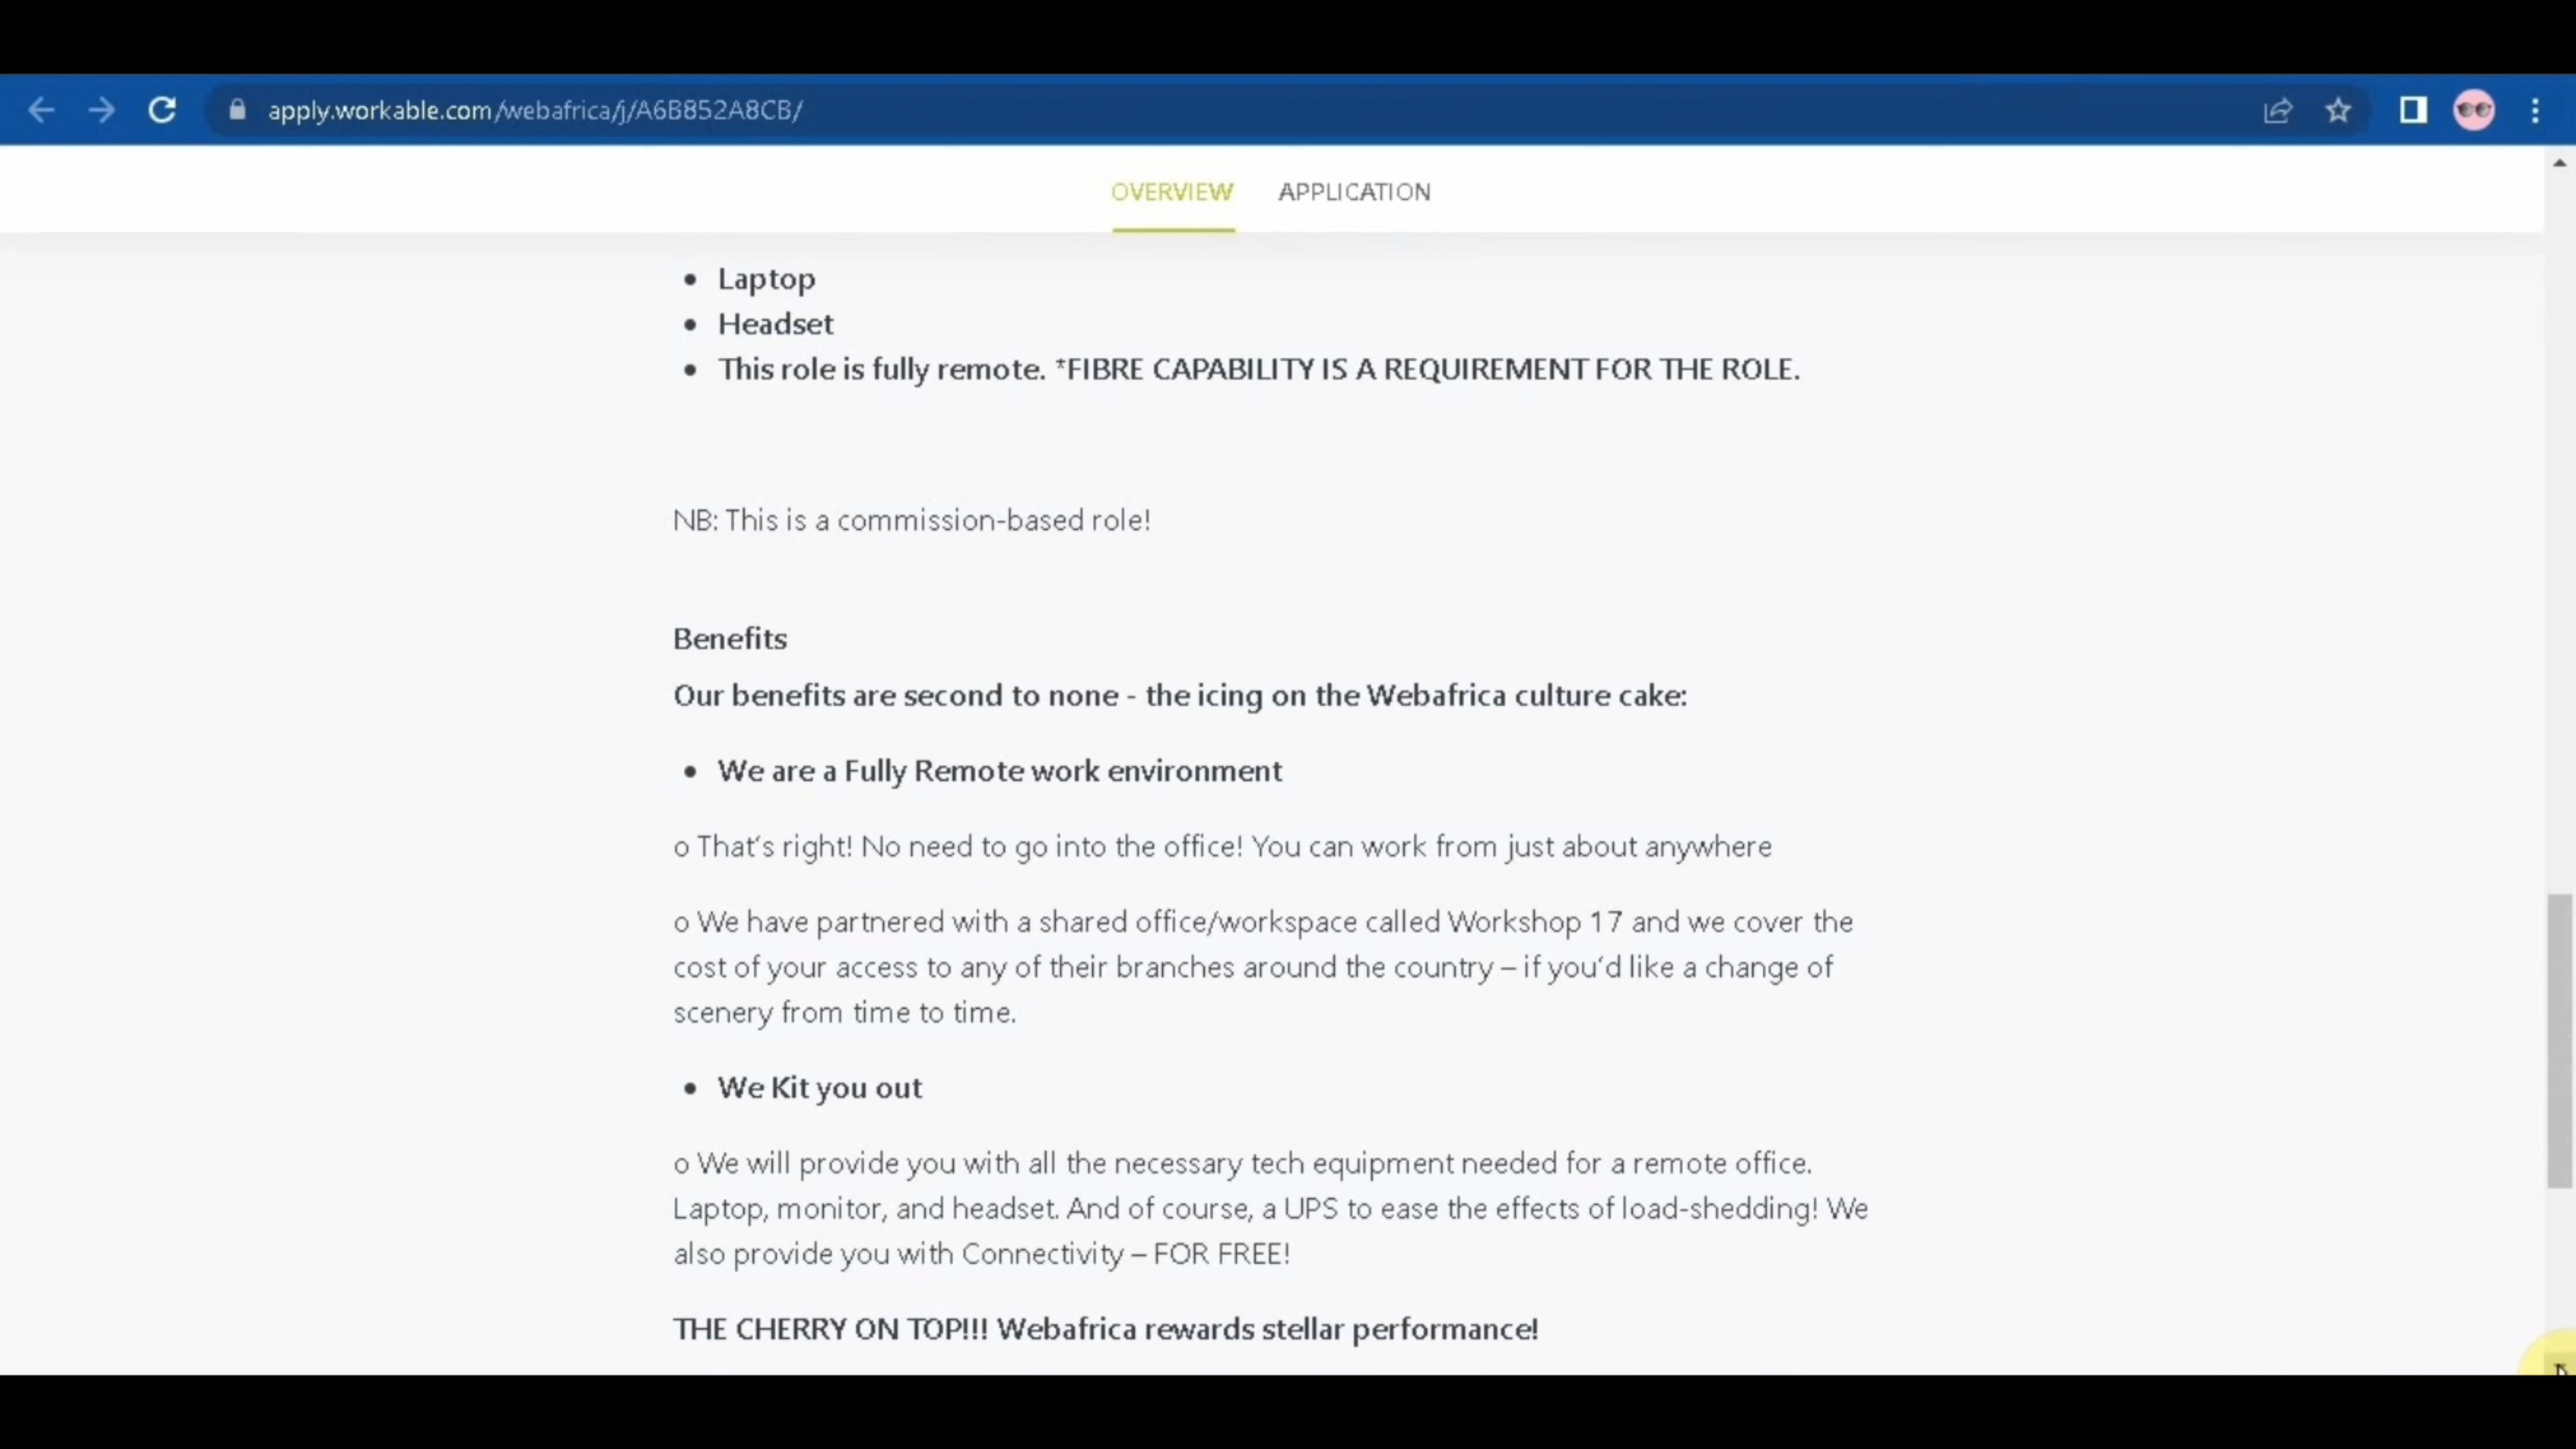 apply.workable.com/webafrica/j/A6B852A8CB/
OVERVIEW APPLICATION
• Laptop
• Headset
• This role is fully remote. *FIBRE CAPABILITY IS A REQUIREMENT FOR THE ROLE.
NB: This is a commission-based role!
Benefits
Our benefits are second to none - the icing on the Webafrica culture cake:
• We are a Fully Remote work environment
o That's right! No need to go into the office! You can work from just about anywhere
o We have partnered with a shared office/workspace called Workshop 17 and we cover the
cost of your access to any of their branches around the country – if you'd like a change of
scenery from time to time.
• We Kit you out
o We will provide you with all the necessary tech equipment needed for a remote office.
Laptop, monitor, and headset. And of course, a UPS to ease the effects of load-shedding! We
also provide you with Connectivity – FOR FREE!
THE CHERRY ON TOP!!! Webafrica rewards stellar performance!